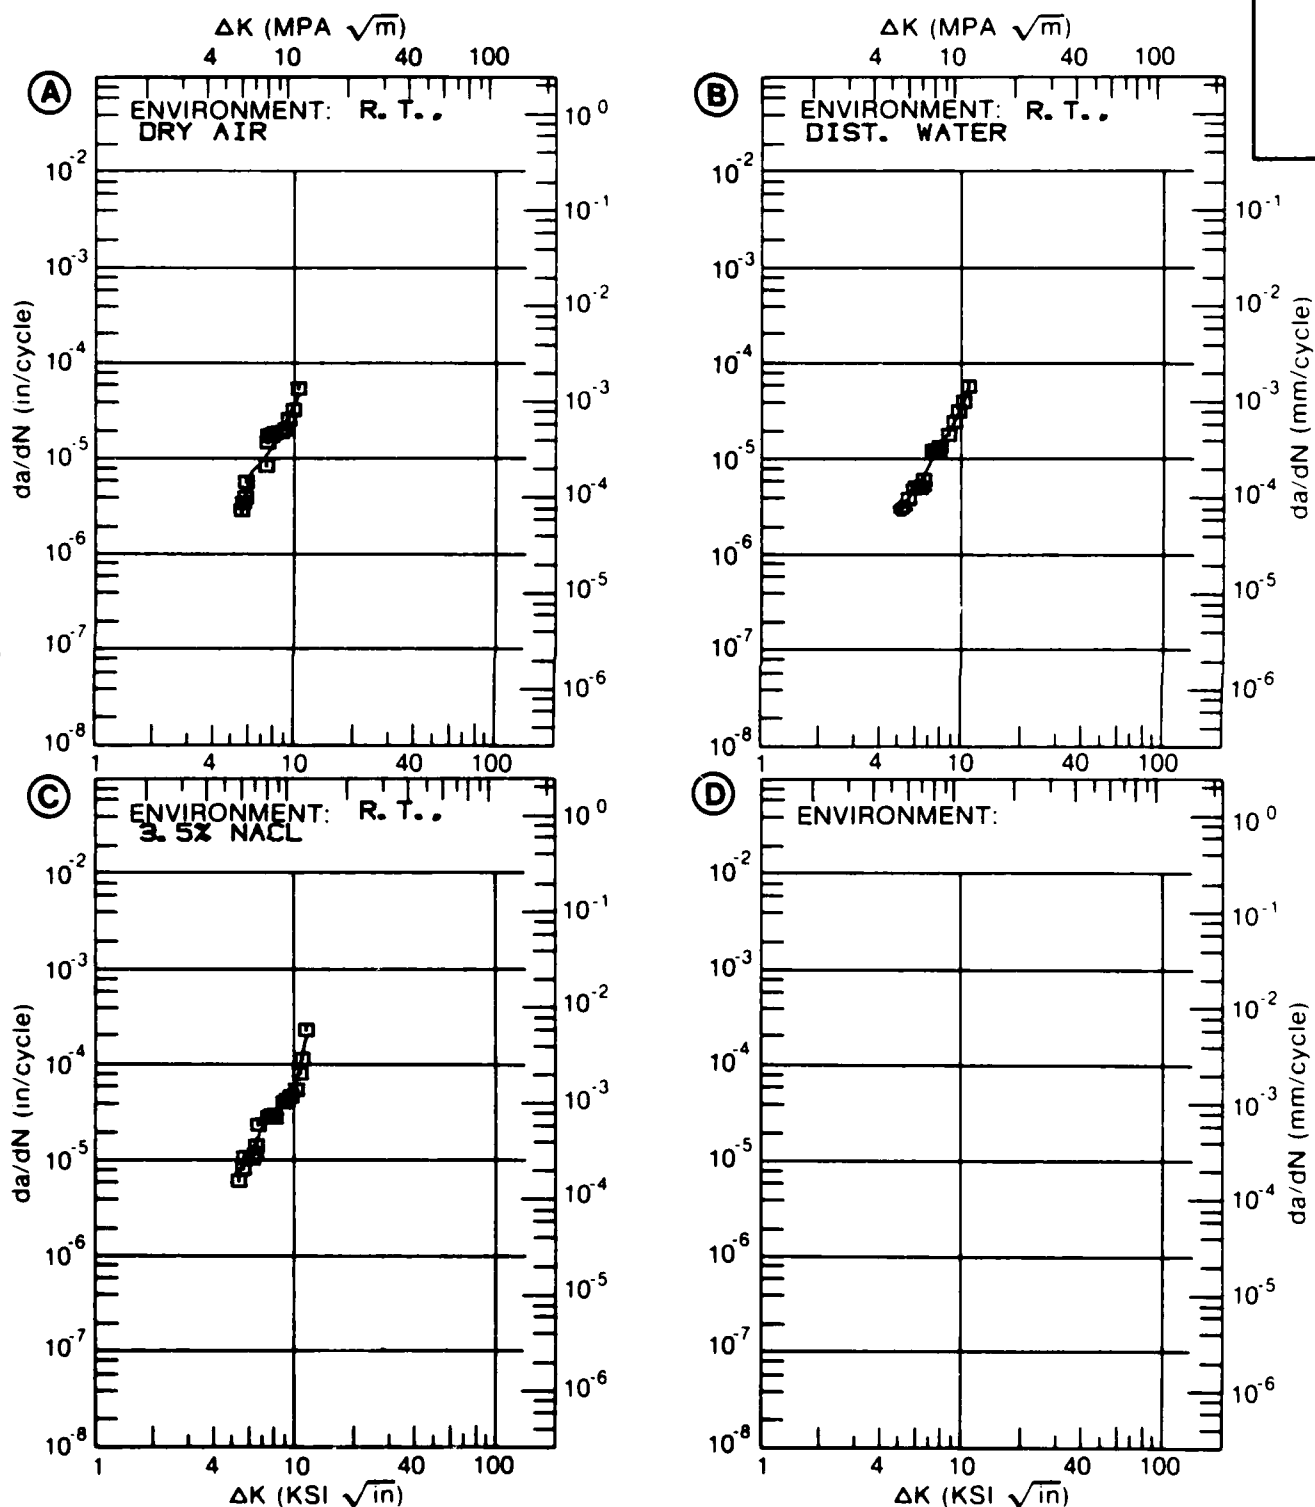 ΔK (MPA √m)
4 10 40 100
A
ENVIRONMENT: R.T.,
DRY AIR
10⁰
10⁻²
10⁻¹
10⁻³
10⁻²
10⁻⁴
10⁻³
10⁻⁵
10⁻⁴
10⁻⁶
10⁻⁵
10⁻⁷
10⁻⁶
10⁻⁸
da/dN (in/cycle)
1 4 10 40 100
ΔK (MPA √m)
4 10 40 100
B
ENVIRONMENT: R.T.,
DIST. WATER
10⁻²
10⁻¹
10⁻³
10⁻²
10⁻⁴
10⁻³
10⁻⁵
10⁻⁴
10⁻⁶
10⁻⁵
10⁻⁷
10⁻⁶
10⁻⁸
da/dN (mm/cycle)
1 4 10 40 100
C
ENVIRONMENT: R.T.,
3.5% NACL
10⁰
10⁻²
10⁻¹
10⁻³
10⁻²
10⁻⁴
10⁻³
10⁻⁵
10⁻⁴
10⁻⁶
10⁻⁵
10⁻⁷
10⁻⁶
10⁻⁸
da/dN (in/cycle)
1 4 10 40 100
ΔK (KSI √in)
D
ENVIRONMENT:
10⁰
10⁻²
10⁻¹
10⁻³
10⁻²
10⁻⁴
10⁻³
10⁻⁵
10⁻⁴
10⁻⁶
10⁻⁵
10⁻⁷
10⁻⁶
10⁻⁸
da/dN (mm/cycle)
1 4 10 40 100
ΔK (KSI √in)